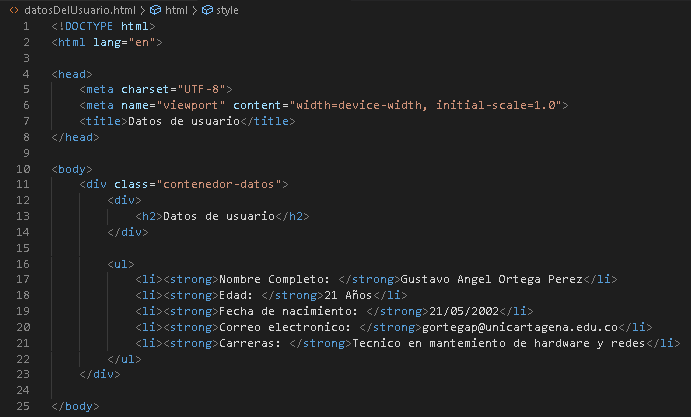 datosDelUsuario.html > html > style
1 <!DOCTYPE html>
2 <html lang="en">
3
4 <head>
5 <meta charset="UTF-8">
6 <meta name="viewport" content="width=device-width, initial-scale=1.0">
7 <title>Datos de usuario</title>
8 </head>
9
10 <body>
11 <div class="contenedor-datos">
12 <div>
13 <h2>Datos de usuario</h2>
14 </div>
15
16 <ul>
17 <li><strong>Nombre Completo: </strong>Gustavo Angel Ortega Perez</li>
18 <li><strong>Edad: </strong>21 Años</li>
19 <li><strong>Fecha de nacimiento: </strong>21/05/2002</li>
20 <li><strong>Correo electronico: </strong>gortegap@unicartagena.edu.co</li>
21 <li><strong>Carreras: </strong>Tecnico en mantemiento de hardware y redes</li>
22 </ul>
23 </div>
24
25 </body>